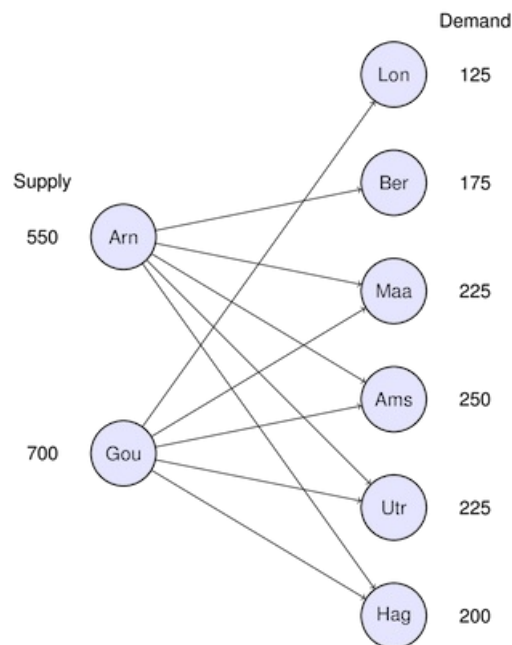 Demand
Lon 125
Ber 175
Supply
550 Arn
Maa 225
Ams 250
700 Gou
Utr 225
Hag 200